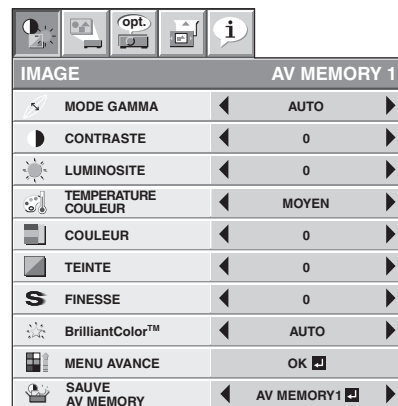 opt.
i
IMAGE AV MEMORY 1
MODE GAMMA AUTO
CONTRASTE 0
LUMINOSITE 0
TEMPERATURE
COULEUR MOYEN
COULEUR 0
TEINTE 0
S FINESSE 0
BrilliantColor™ AUTO
MENU AVANCE OK
SAUVE
AV MEMORY AV MEMORY1